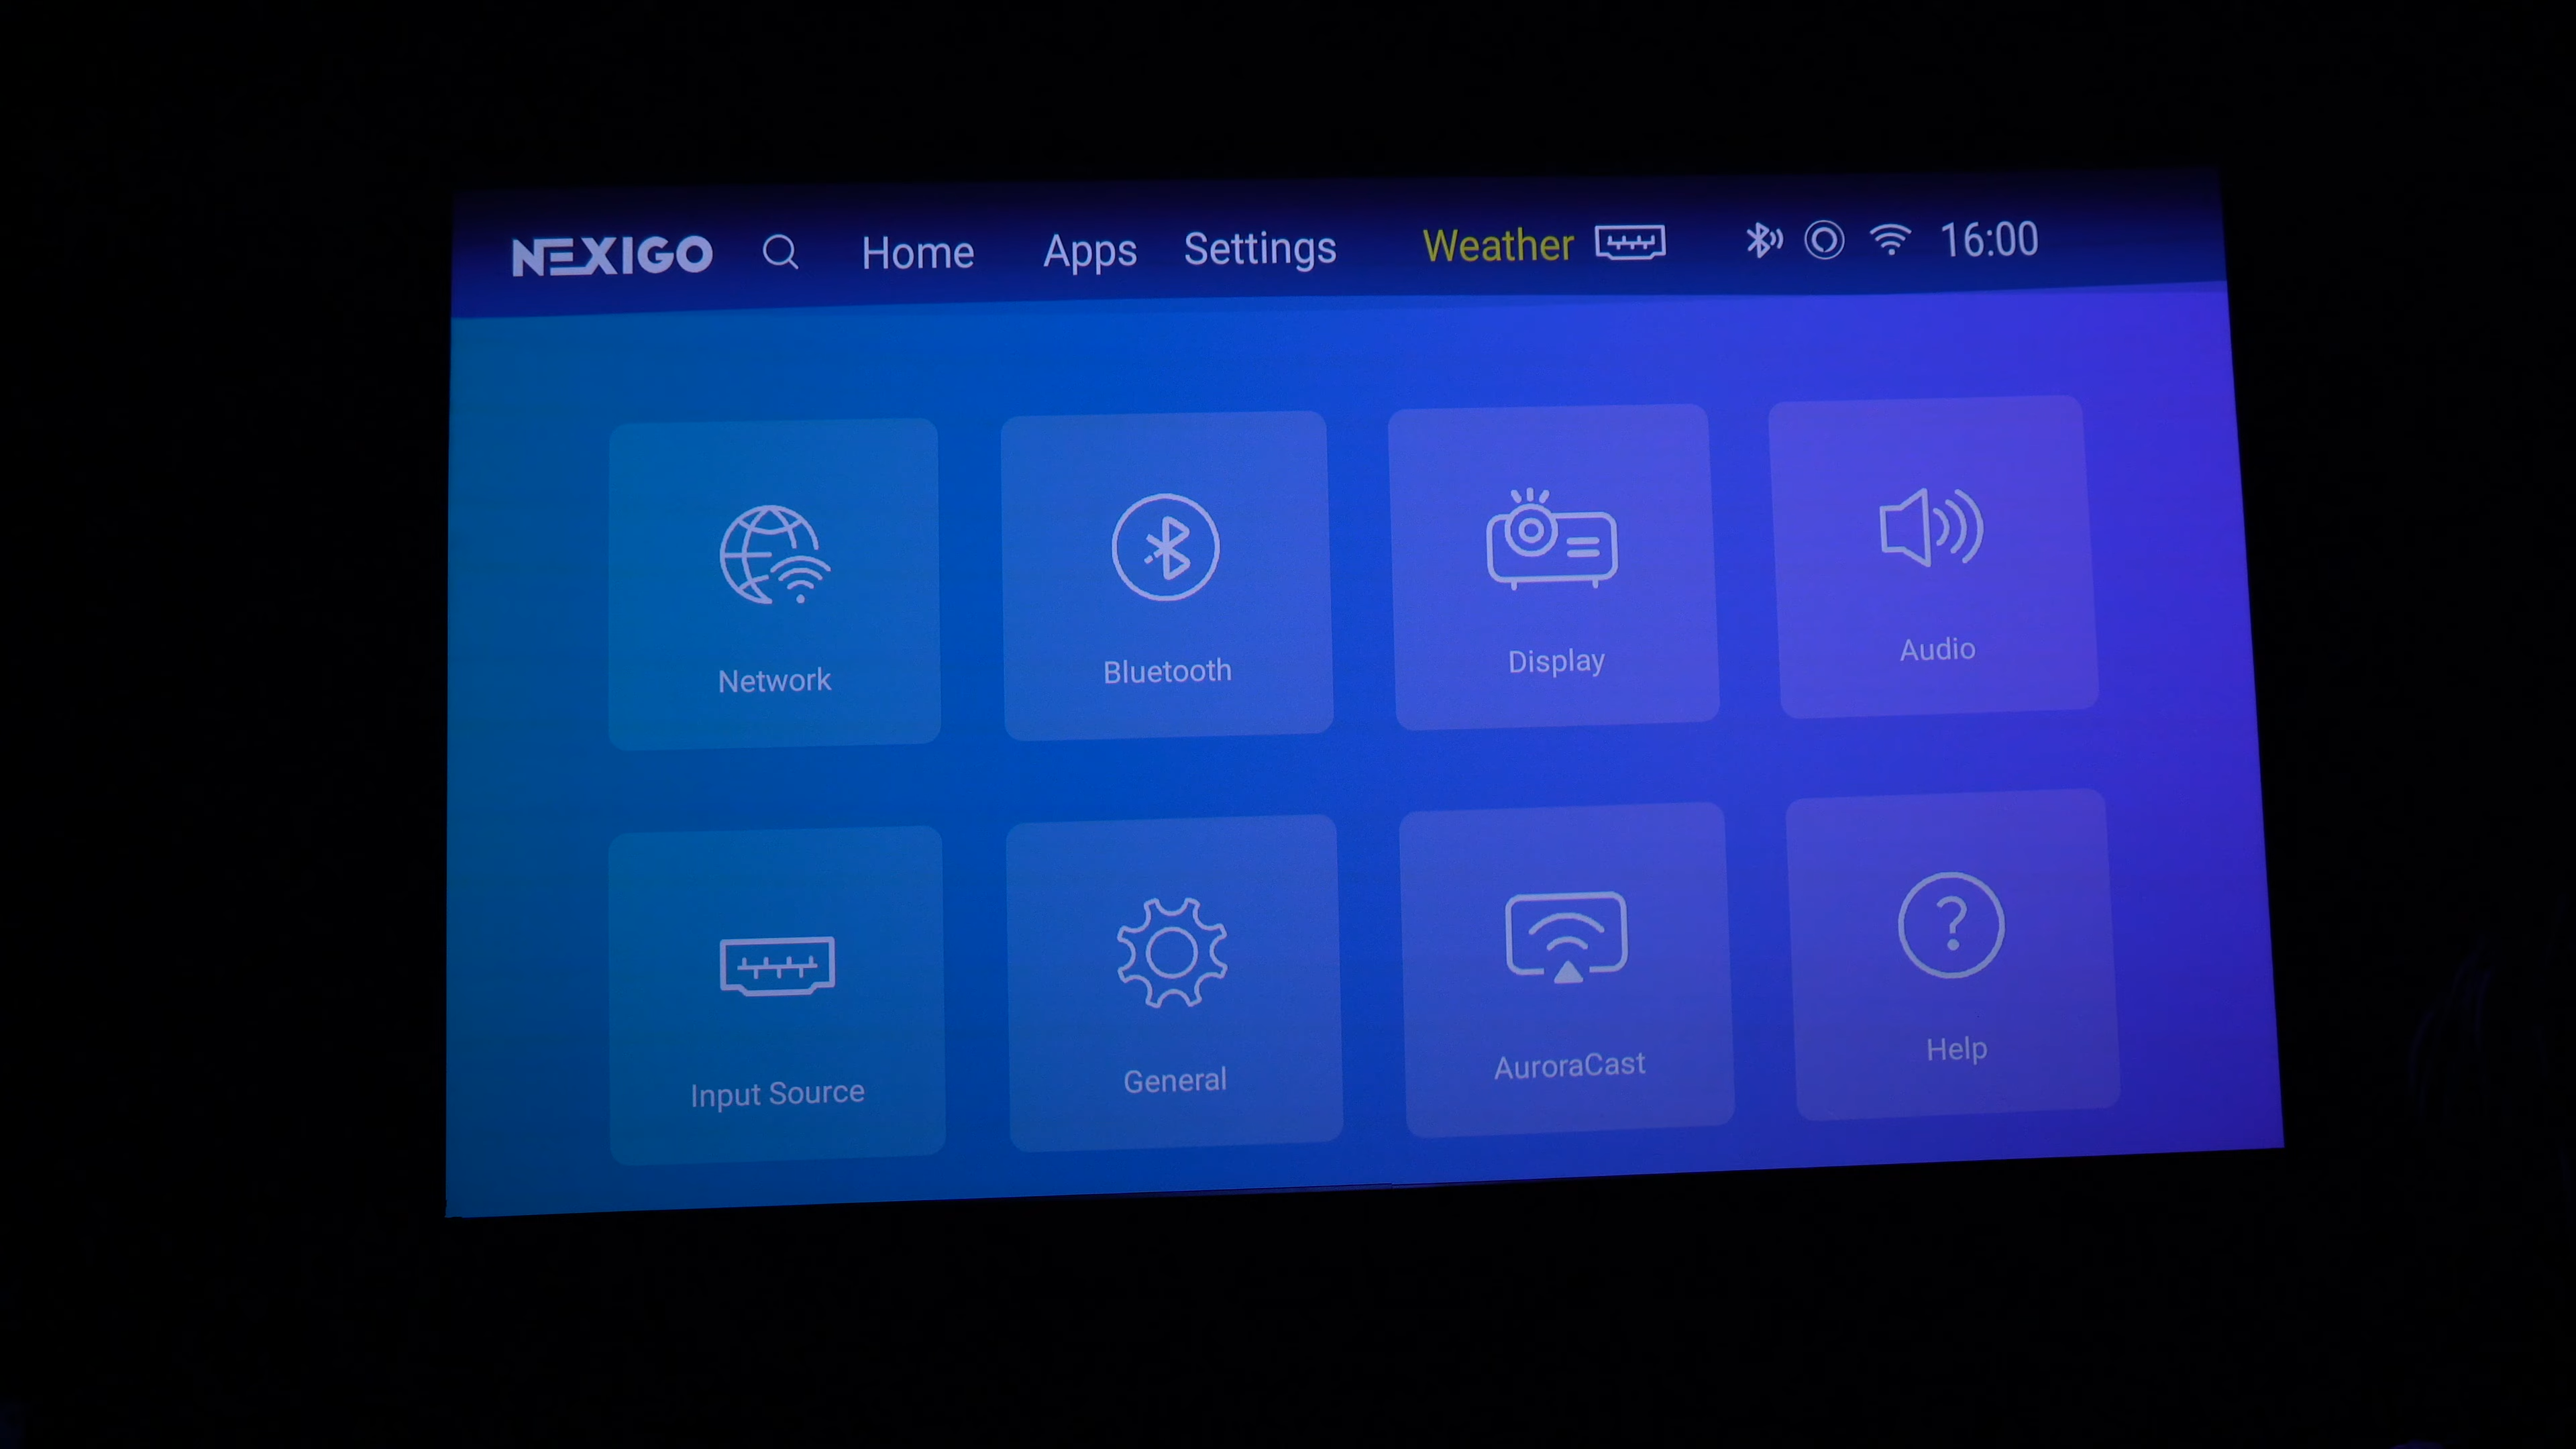 NEXIGO Home Apps Settings Weather 16:00
Network Bluetooth Display Audio
Input Source General AuroraCast Help